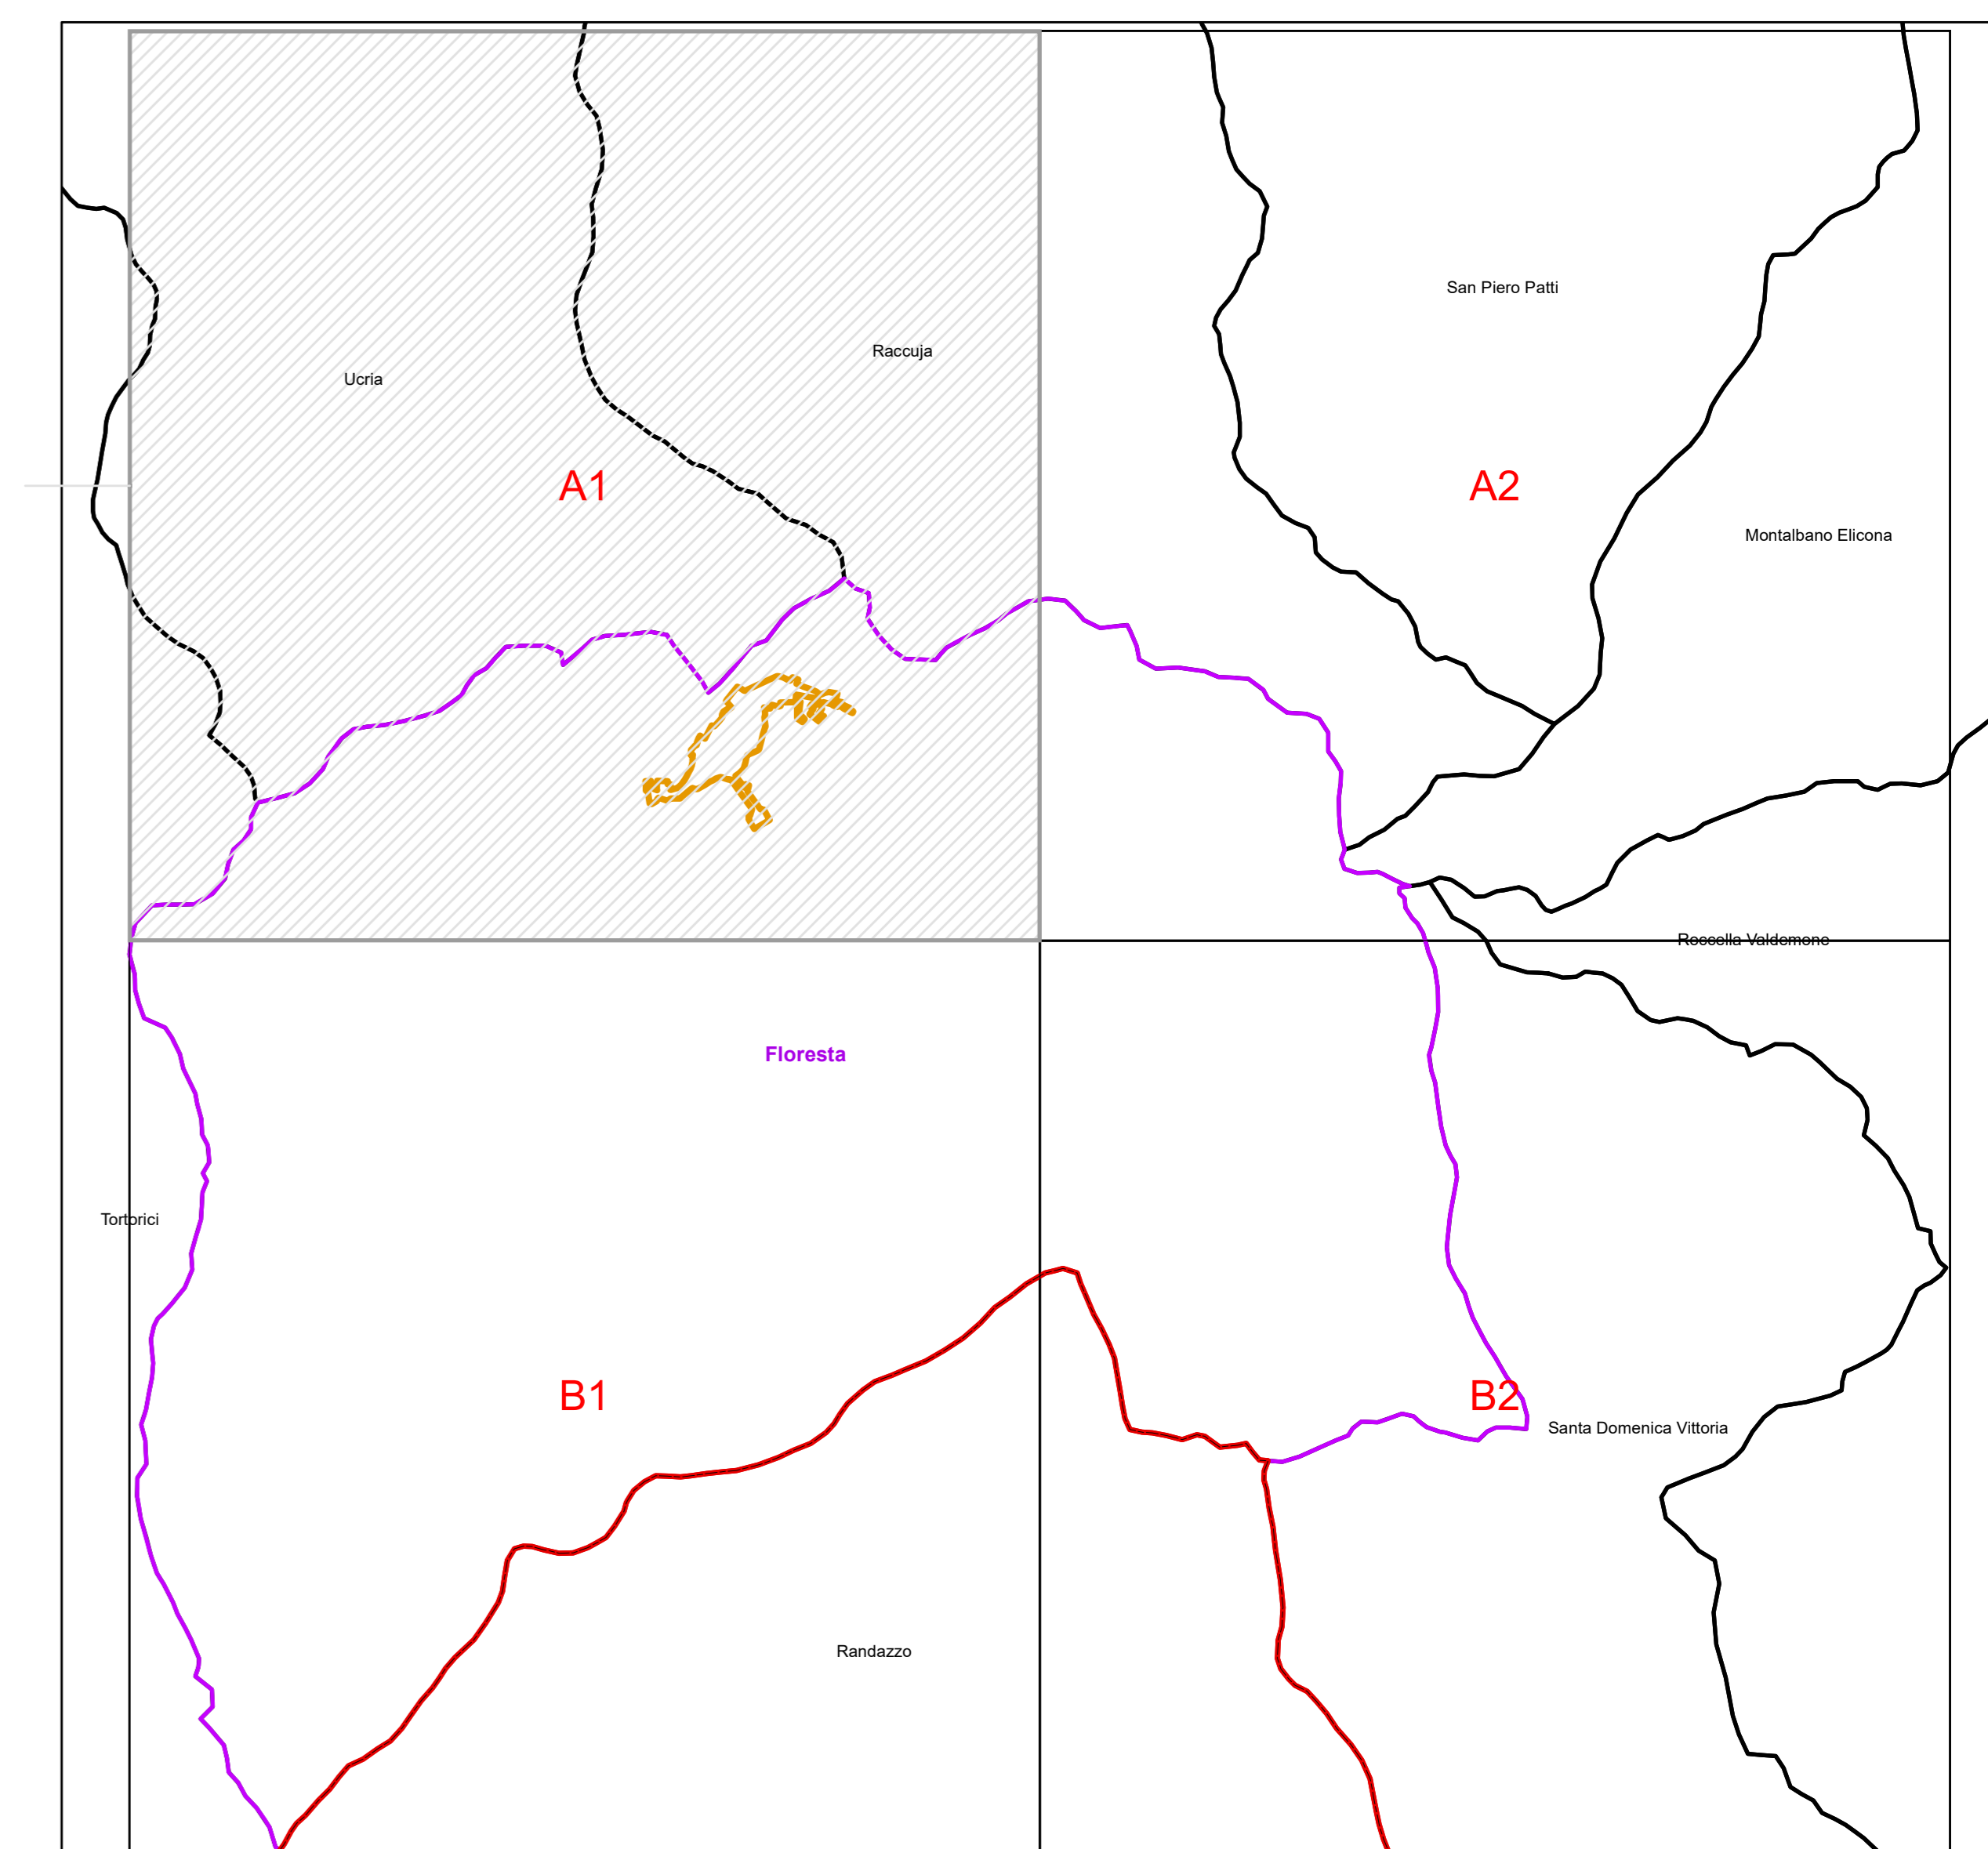 San Piero Patti
Raccuja
Ucria
A1
A2
Montalbano Elicona
Roccella Valdemone
Floresta
Tortorici
B1
B2
Santa Domenica Vittoria
Randazzo